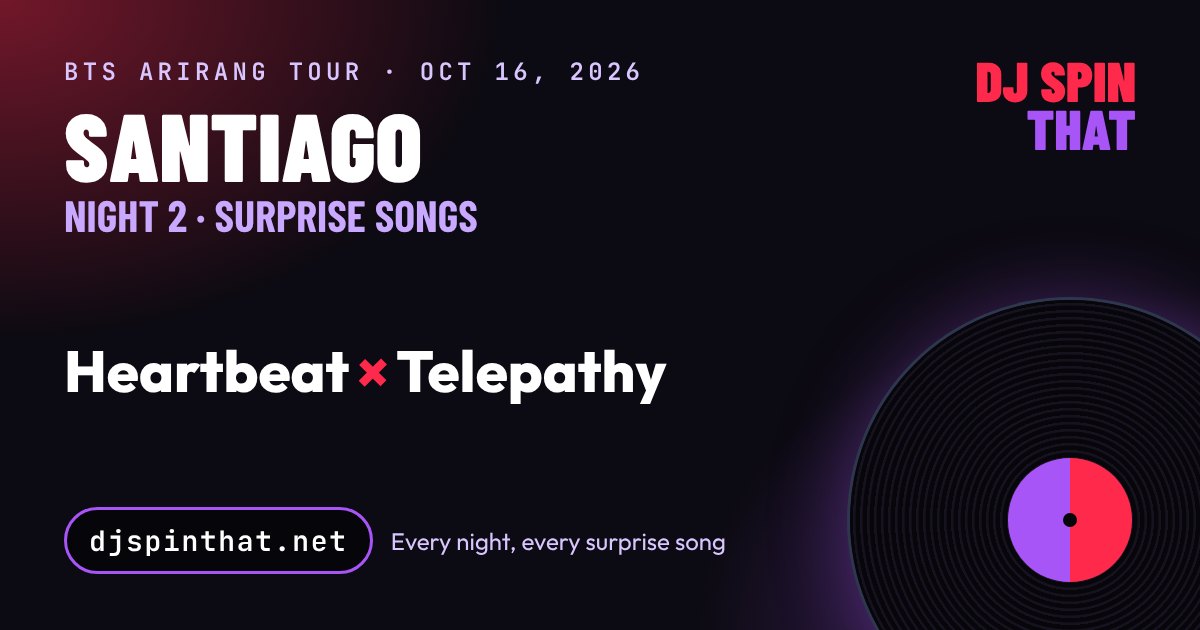 BTS ARIRANG TOUR · OCT 16, 2026
SANTIAGO
NIGHT 2 · SURPRISE SONGS
DJ SPIN
THAT
Heartbeat × Telepathy
djspinthat.net
Every night, every surprise song